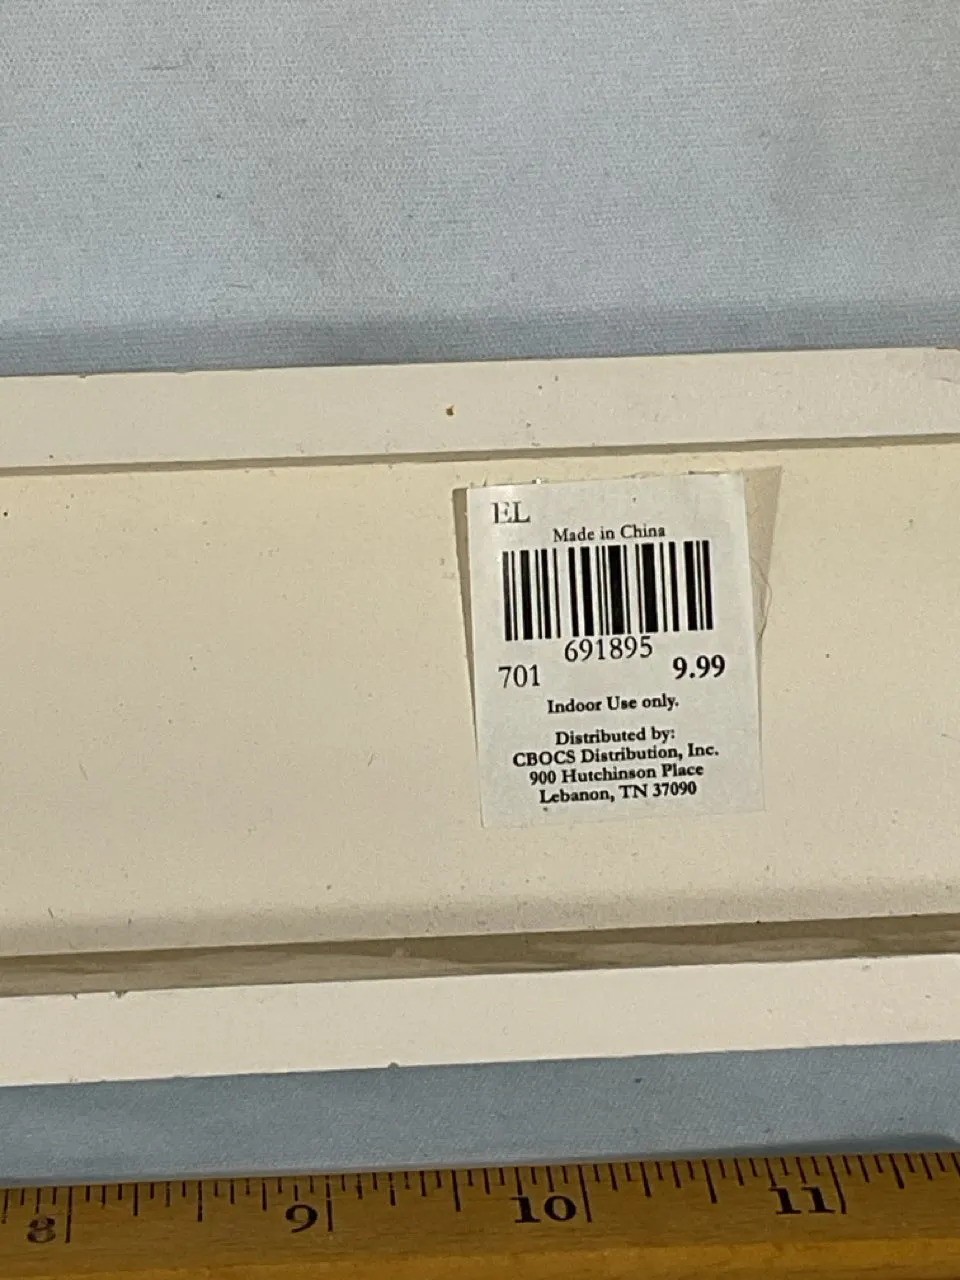 EL
Made in China
691895
701 9.99
Indoor Use only.
Distributed by:
CBOCS Distribution, Inc.
900 Hutchinson Place
Lebanon, TN 37090
8 9 10 11